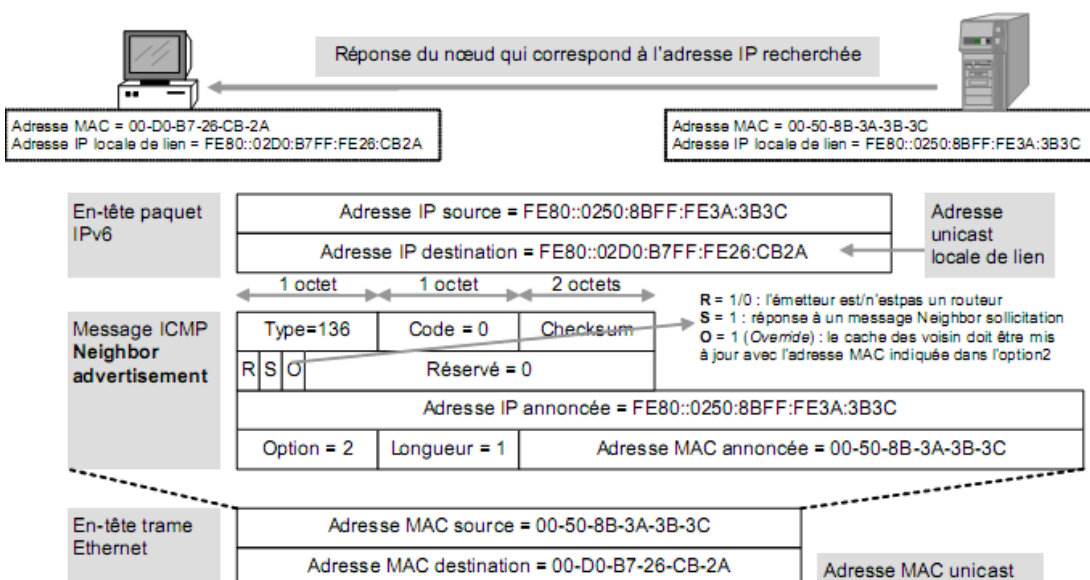 Réponse du nœud qui correspond à l'adresse IP recherchée
Adresse MAC = 00-D0-B7-26-CB-2A
Adresse IP locale de lien = FE80::02D0:B7FF:FE26:CB2A
Adresse MAC = 00-50-8B-3A-3B-3C
Adresse IP locale de lien = FE80::0250:8BFF:FE3A:3B3C
En-tête paquet
IPv6
Adresse IP source = FE80::0250:8BFF:FE3A:3B3C
Adresse IP destination = FE80::02D0:B7FF:FE26:CB2A
Adresse
unicast
locale de lien
1 octet
1 octet
2 octets
R = 1/0 : l'émetteur est/n'estpas un routeur
S = 1 : réponse à un message Neighbor sollicitation
O = 1 (Override) : le cache des voisin doit être mis
à jour avec l'adresse MAC indiquée dans l'option2
Message ICMP
Neighbor
advertisement
Type=136
Code = 0
Checksum
R
S
O
Réservé = 0
Adresse IP annoncée = FE80::0250:8BFF:FE3A:3B3C
Option = 2
Longueur = 1
Adresse MAC annoncée = 00-50-8B-3A-3B-3C
En-tête trame
Ethernet
Adresse MAC source = 00-50-8B-3A-3B-3C
Adresse MAC destination = 00-D0-B7-26-CB-2A
Adresse MAC unicast